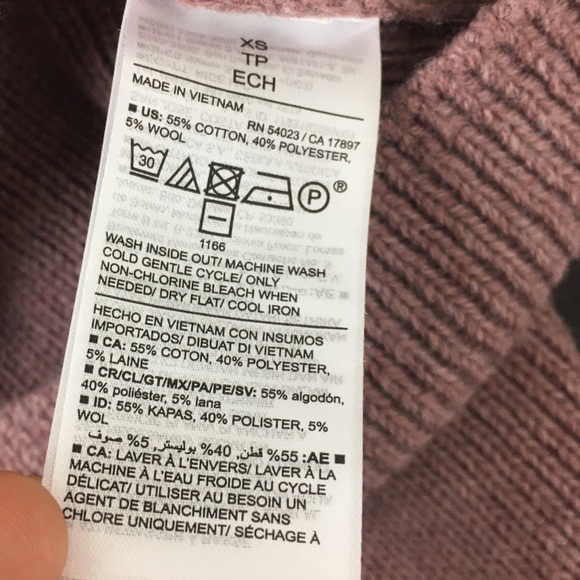 XS
TP
ECH
MADE IN VIETNAM
RN 54023 / CA 17897
■ US: 55% COTTON, 40% POLYESTER,
5% WOOL
30 P ®
1166
WASH INSIDE OUT/ MACHINE WASH
COLD GENTLE CYCLE/ ONLY
NON-CHLORINE BLEACH WHEN
NEEDED/ DRY FLAT/ COOL IRON
HECHO EN VIETNAM CON INSUMOS
IMPORTADOS/ DIBUAT DI VIETNAM
■ CA: 55% COTON, 40% POLYESTER,
5% LAINE
■ CR/CL/GT/MX/PA/PE/SV: 55% algodón,
40% poliéster, 5% lana
■ ID: 55% KAPAS, 40% POLISTER, 5%
WOL
■ AE: 55% قطن, 40% بوليستر, 5% صوف
■ CA: LAVER À L'ENVERS/ LAVER À LA
MACHINE À L'EAU FROIDE AU CYCLE
DÉLICAT/ UTILISER AU BESOIN UN
AGENT DE BLANCHIMENT SANS
CHLORE UNIQUEMENT/ SÉCHAGE À